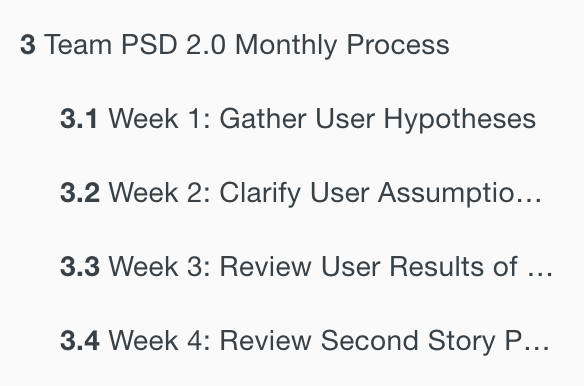 3 Team PSD 2.0 Monthly Process
3.1 Week 1: Gather User Hypotheses
3.2 Week 2: Clarify User Assumptio...
3.3 Week 3: Review User Results of ...
3.4 Week 4: Review Second Story P...